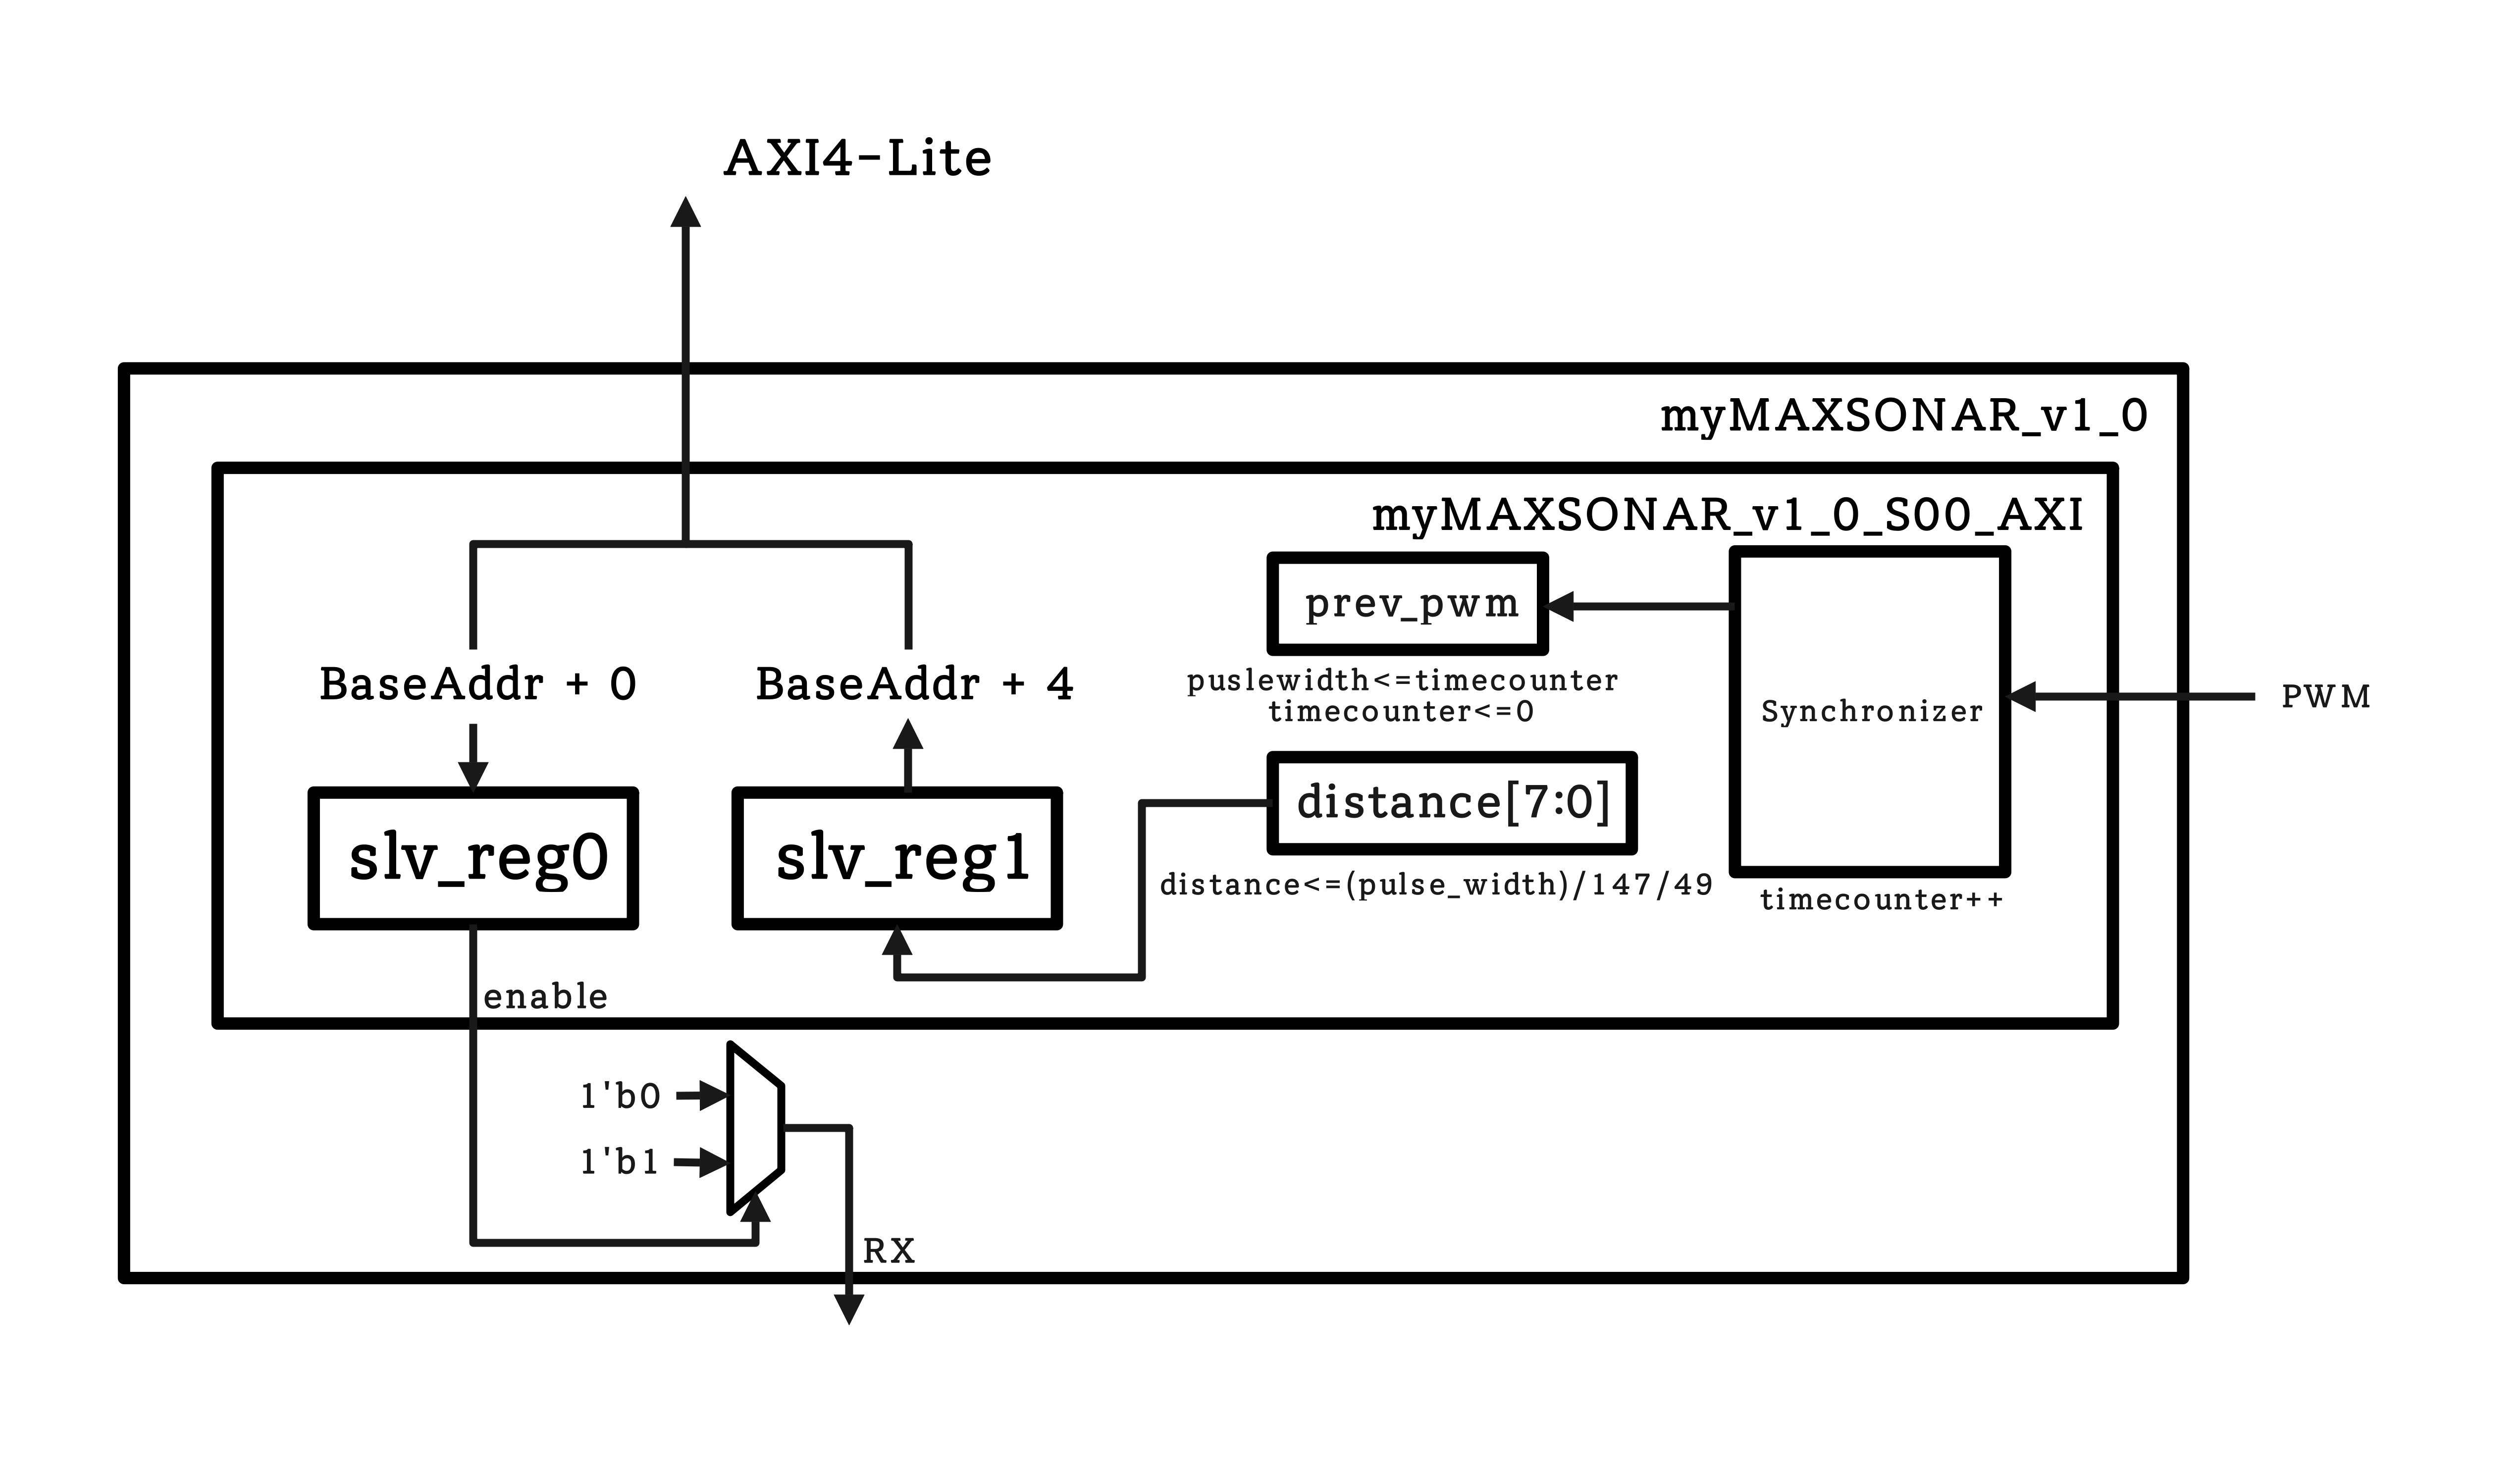 AXI4-Lite
myMAXSONAR_v1_0
myMAXSONAR_v1_0_S00_AXI
prev_pwm
puslewidth<=timecounter
timecounter<=0
Synchronizer
PWM
BaseAddr + 0
BaseAddr + 4
distance[7:0]
slv_reg0
slv_reg1
distance<=(pulse_width)/147/49
timecounter++
enable
1'b0
1'b1
RX